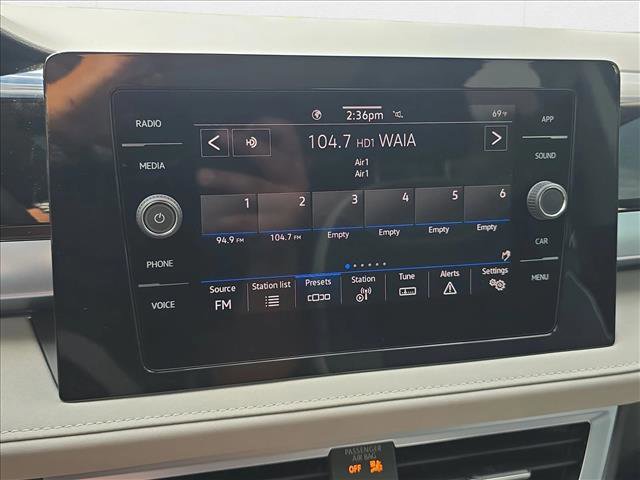 2:36pm 69°F
RADIO
APP
104.7 HD1 WAIA
MEDIA
SOUND
Air1
Air1
1 2 3 4 5 6
94.9 FM 104.7 FM Empty Empty Empty Empty
PHONE
CAR
Source Station list Presets Station Tune Alerts Settings
FM
VOICE
MENU
PASSENGER
AIR BAG
OFF